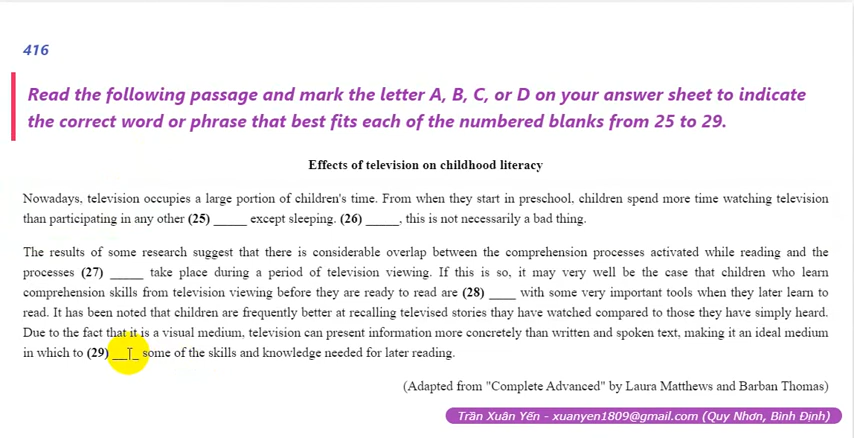 416
Read the following passage and mark the letter A, B, C, or D on your answer sheet to indicate
the correct word or phrase that best fits each of the numbered blanks from 25 to 29.
Effects of television on childhood literacy
Nowadays, television occupies a large portion of children's time. From when they start in preschool, children spend more time watching television
than participating in any other (25) _____ except sleeping. (26) _____, this is not necessarily a bad thing.
The results of some research suggest that there is considerable overlap between the comprehension processes activated while reading and the
processes (27) _____ take place during a period of television viewing. If this is so, it may very well be the case that children who learn
comprehension skills from television viewing before they are ready to read are (28) ____ with some very important tools when they later learn to
read. It has been noted that children are frequently better at recalling televised stories thay have watched compared to those they have simply heard.
Due to the fact that it is a visual medium, television can present information more concretely than written and spoken text, making it an ideal medium
in which to (29) ____ some of the skills and knowledge needed for later reading.
(Adapted from "Complete Advanced" by Laura Matthews and Barban Thomas)
Trần Xuân Yến - xuanyen1809@gmail.com (Quy Nhơn, Bình Định)